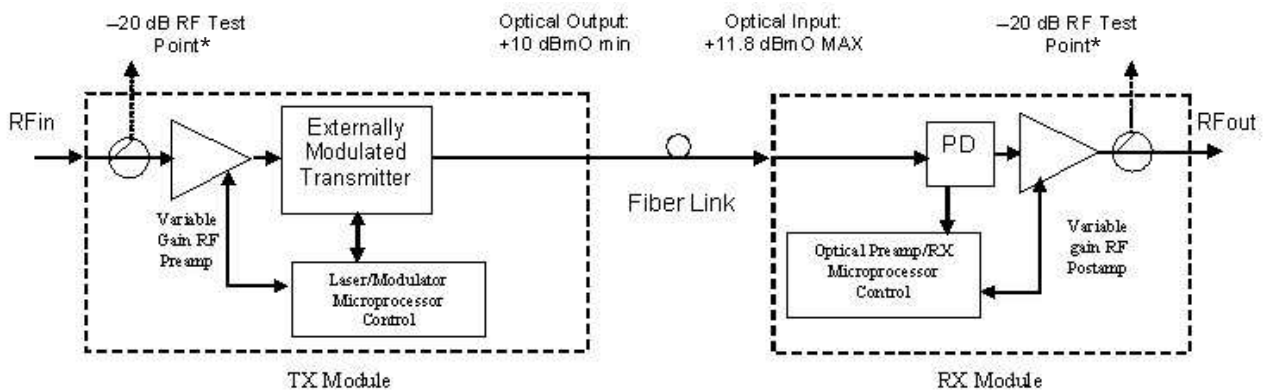 –20 dB RF Test
Point*
Optical Output:
+10 dBmO min
Optical Input:
+11.8 dBmO MAX
–20 dB RF Test
Point*
RFin
Externally
Modulated
Transmitter
PD
RFout
Fiber Link
Variable
Gain RF
Preamp
Laser/Modulator
Microprocessor
Control
Optical Preamp/RX
Microprocessor
Control
Variable
gain RF
Postamp
TX Module
RX Module